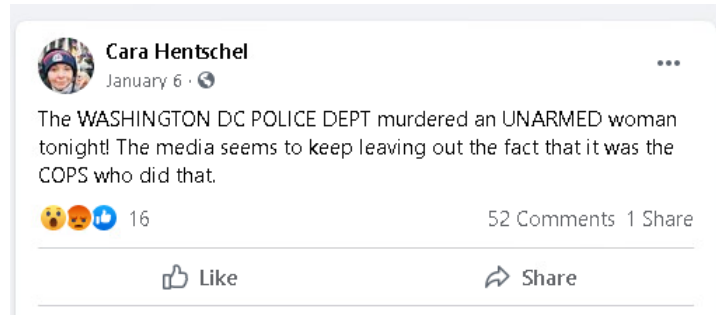 Cara Hentschel
January 6 ·
The WASHINGTON DC POLICE DEPT murdered an UNARMED woman
tonight! The media seems to keep leaving out the fact that it was the
COPS who did that.
16 52 Comments 1 Share
Like Share